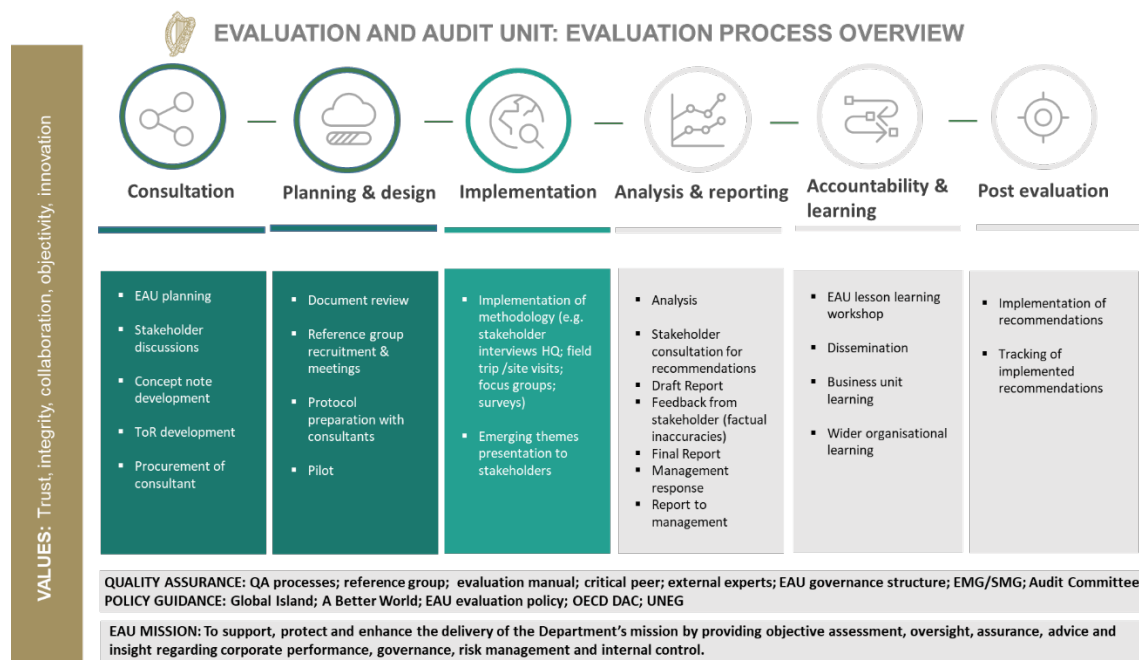 EVALUATION AND AUDIT UNIT: EVALUATION PROCESS OVERVIEW
VALUES: Trust, integrity, collaboration, objectivity, innovation
Consultation
Planning & design
Implementation
Analysis & reporting
Accountability &
learning
Post evaluation
▪ EAU planning
▪ Stakeholder
discussions
▪ Concept note
development
▪ ToR development
▪ Procurement of
consultant
▪ Document review
▪ Reference group
recruitment &
meetings
▪ Protocol
preparation with
consultants
▪ Pilot
▪ Implementation of
methodology (e.g.
stakeholder
interviews HQ; field
trip /site visits;
focus groups;
surveys)
▪ Emerging themes
presentation to
stakeholders
▪ Analysis
▪ Stakeholder
consultation for
recommendations
▪ Draft Report
▪ Feedback from
stakeholder (factual
inaccuracies)
▪ Final Report
▪ Management
response
▪ Report to
management
▪ EAU lesson learning
workshop
▪ Dissemination
▪ Business unit
learning
▪ Wider organisational
learning
▪ Implementation of
recommendations
▪ Tracking of
implemented
recommendations
QUALITY ASSURANCE: QA processes; reference group; evaluation manual; critical peer; external experts; EAU governance structure; EMG/SMG; Audit Committee
POLICY GUIDANCE: Global Island; A Better World; EAU evaluation policy; OECD DAC; UNEG
EAU MISSION: To support, protect and enhance the delivery of the Department's mission by providing objective assessment, oversight, assurance, advice and
insight regarding corporate performance, governance, risk management and internal control.